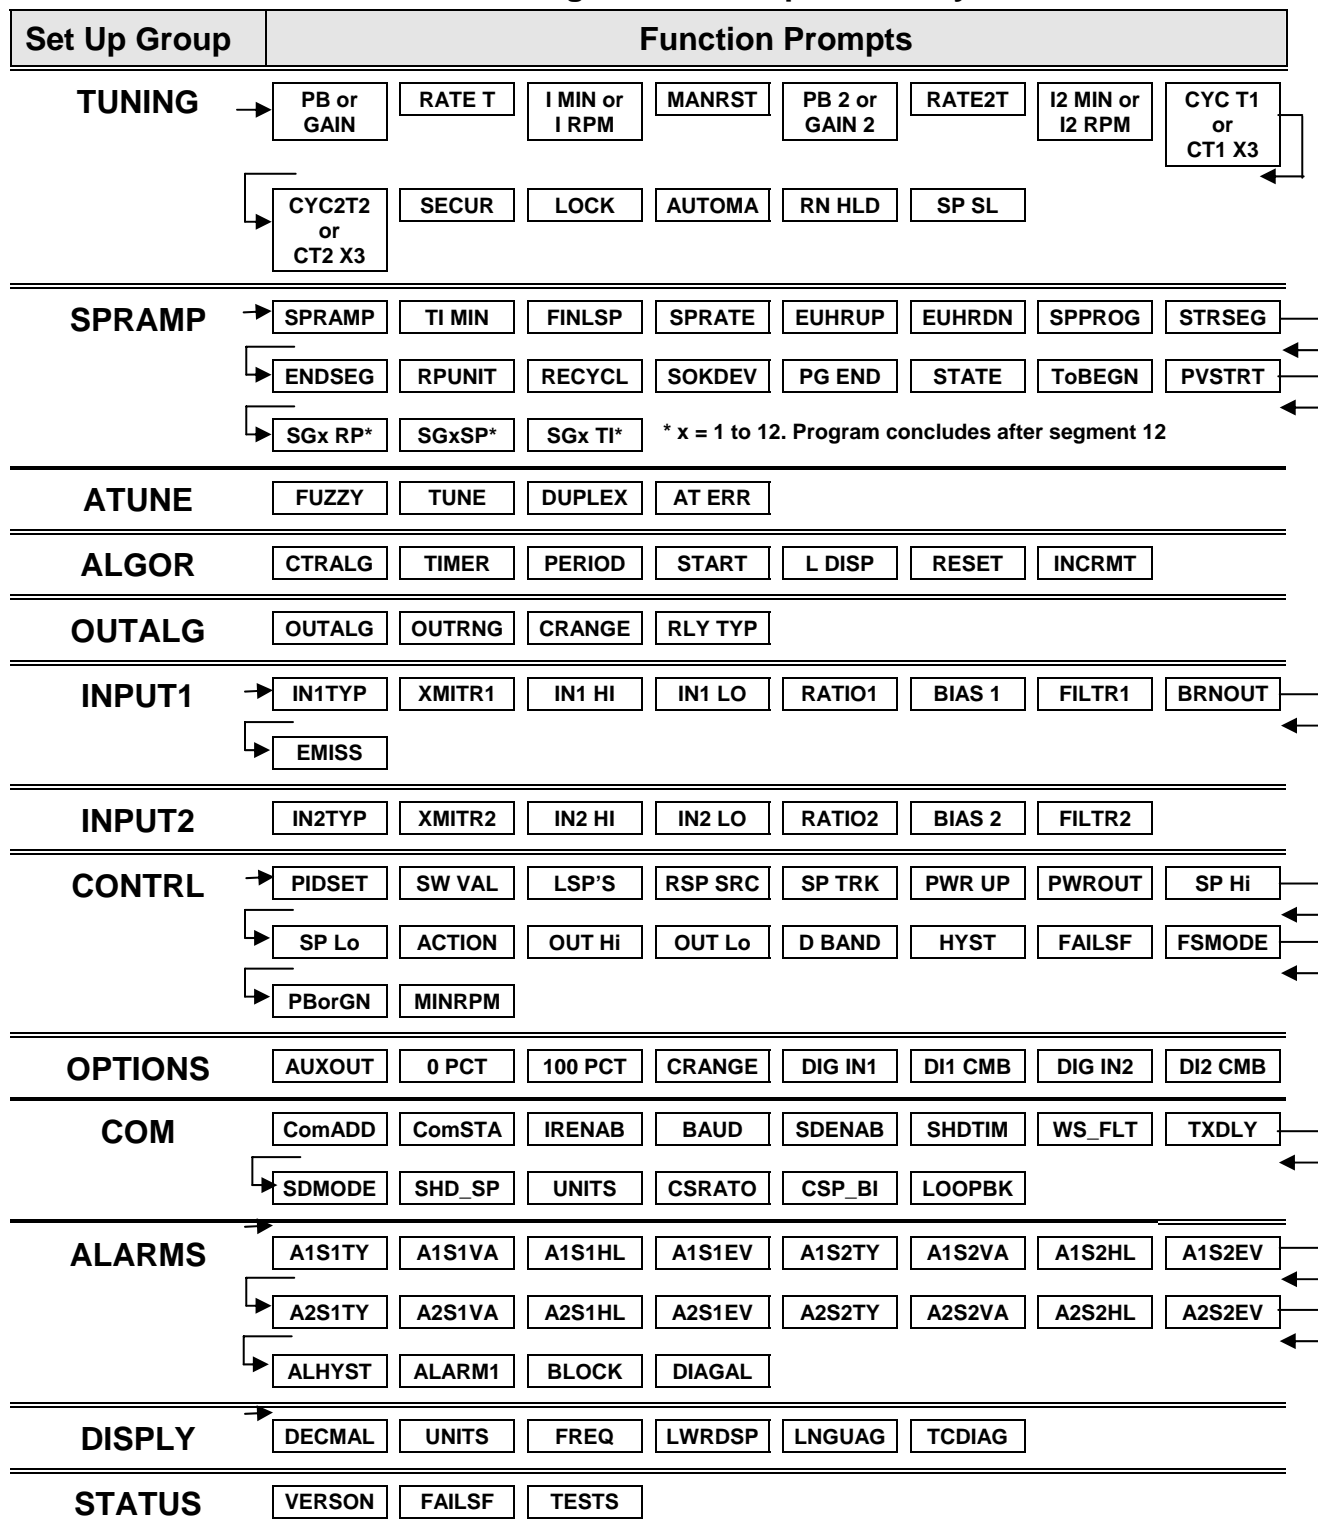 Set Up Group Function Prompts
TUNING PB or GAIN RATE T I MIN or I RPM MANRST PB 2 or GAIN 2 RATE2T I2 MIN or I2 RPM CYC T1 or CT1 X3
CYC2T2 or CT2 X3 SECUR LOCK AUTOMA RN HLD SP SL
SPRAMP SPRAMP TI MIN FINLSP SPRATE EUHRUP EUHRDN SPPROG STRSEG
ENDSEG RPUNIT RECYCL SOKDEV PG END STATE ToBEGN PVSTRT
SGx RP* SGxSP* SGx TI* * x = 1 to 12. Program concludes after segment 12
ATUNE FUZZY TUNE DUPLEX AT ERR
ALGOR CTRALG TIMER PERIOD START L DISP RESET INCRMT
OUTALG OUTALG OUTRNG CRANGE RLY TYP
INPUT1 IN1TYP XMITR1 IN1 HI IN1 LO RATIO1 BIAS 1 FILTR1 BRNOUT
EMISS
INPUT2 IN2TYP XMITR2 IN2 HI IN2 LO RATIO2 BIAS 2 FILTR2
CONTRL PIDSET SW VAL LSP'S RSP SRC SP TRK PWR UP PWROUT SP Hi
SP Lo ACTION OUT Hi OUT Lo D BAND HYST FAILSF FSMODE
PBorGN MINRPM
OPTIONS AUXOUT 0 PCT 100 PCT CRANGE DIG IN1 DI1 CMB DIG IN2 DI2 CMB
COM ComADD ComSTA IRENAB BAUD SDENAB SHDTIM WS_FLT TXDLY
SDMODE SHD_SP UNITS CSRATO CSP_BI LOOPBK
ALARMS A1S1TY A1S1VA A1S1HL A1S1EV A1S2TY A1S2VA A1S2HL A1S2EV
A2S1TY A2S1VA A2S1HL A2S1EV A2S2TY A2S2VA A2S2HL A2S2EV
ALHYST ALARM1 BLOCK DIAGAL
DISPLY DECMAL UNITS FREQ LWRDSP LNGUAG TCDIAG
STATUS VERSON FAILSF TESTS